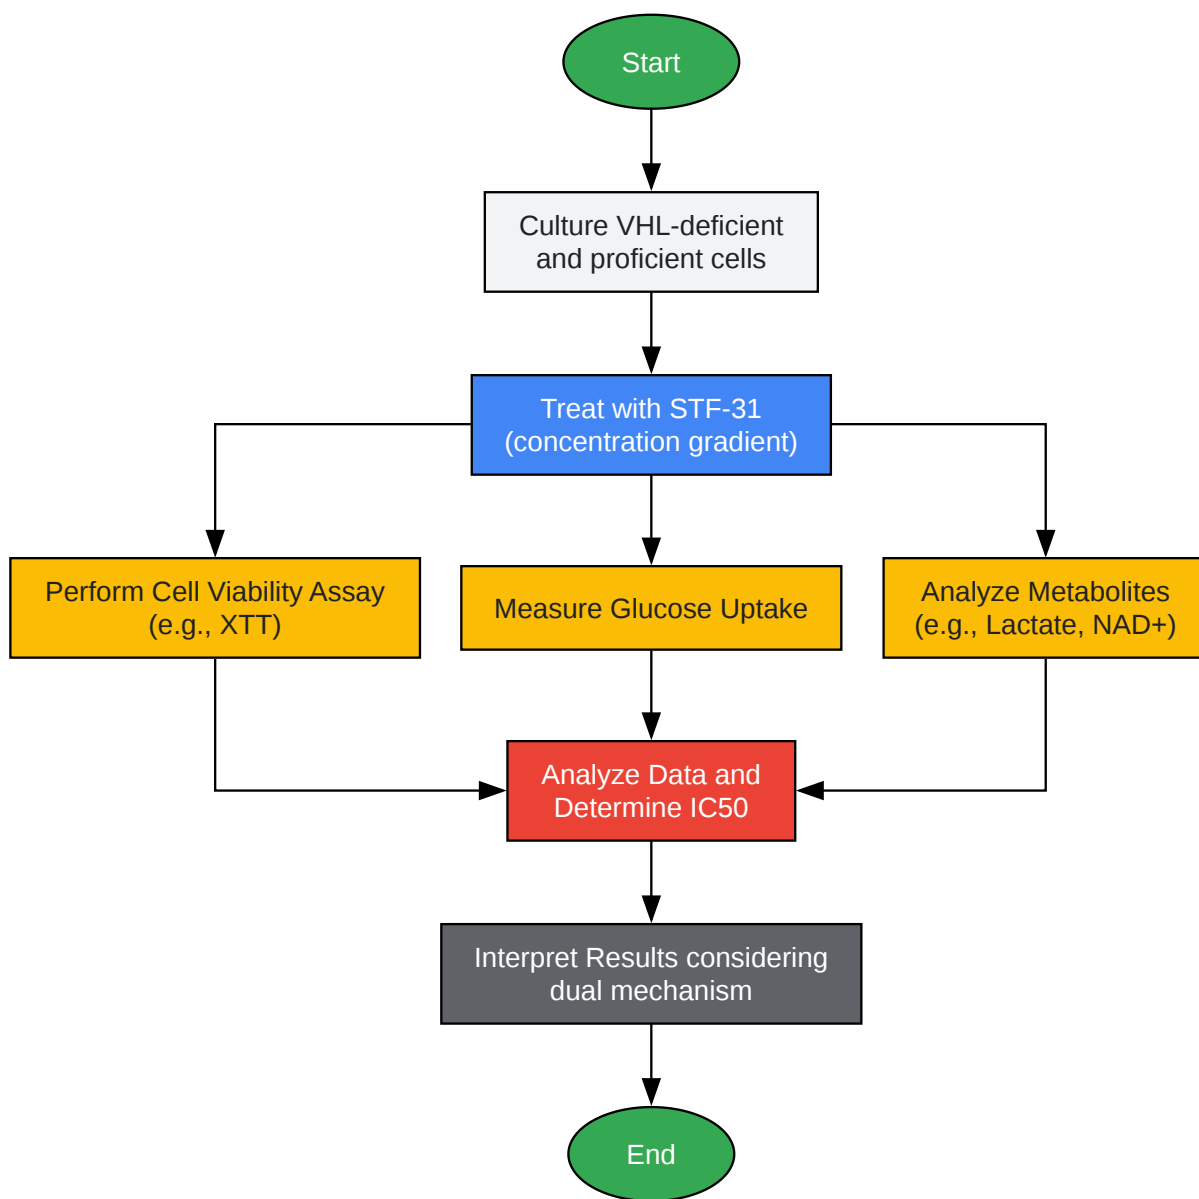 Start
Culture VHL-deficient
and proficient cells
Treat with STF-31
(concentration gradient)
Perform Cell Viability Assay
(e.g., XTT)
Measure Glucose Uptake
Analyze Metabolites
(e.g., Lactate, NAD+)
Analyze Data and
Determine IC50
Interpret Results considering
dual mechanism
End